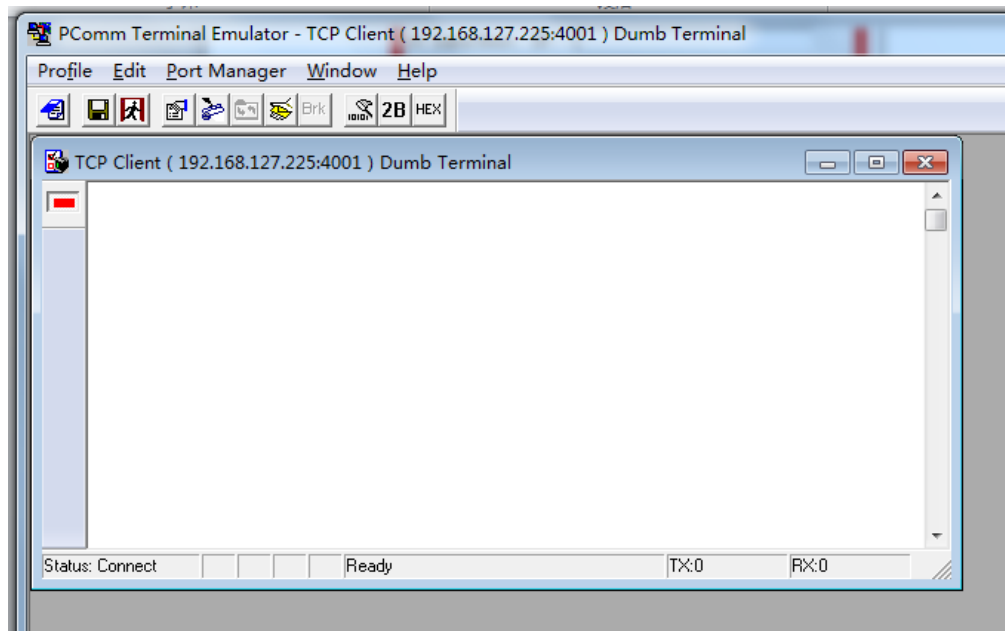 PComm Terminal Emulator - TCP Client ( 192.168.127.225:4001 ) Dumb Terminal
Profile Edit Port Manager Window Help
Brk 2B HEX
TCP Client ( 192.168.127.225:4001 ) Dumb Terminal
Status: Connect Ready TX:0 RX:0